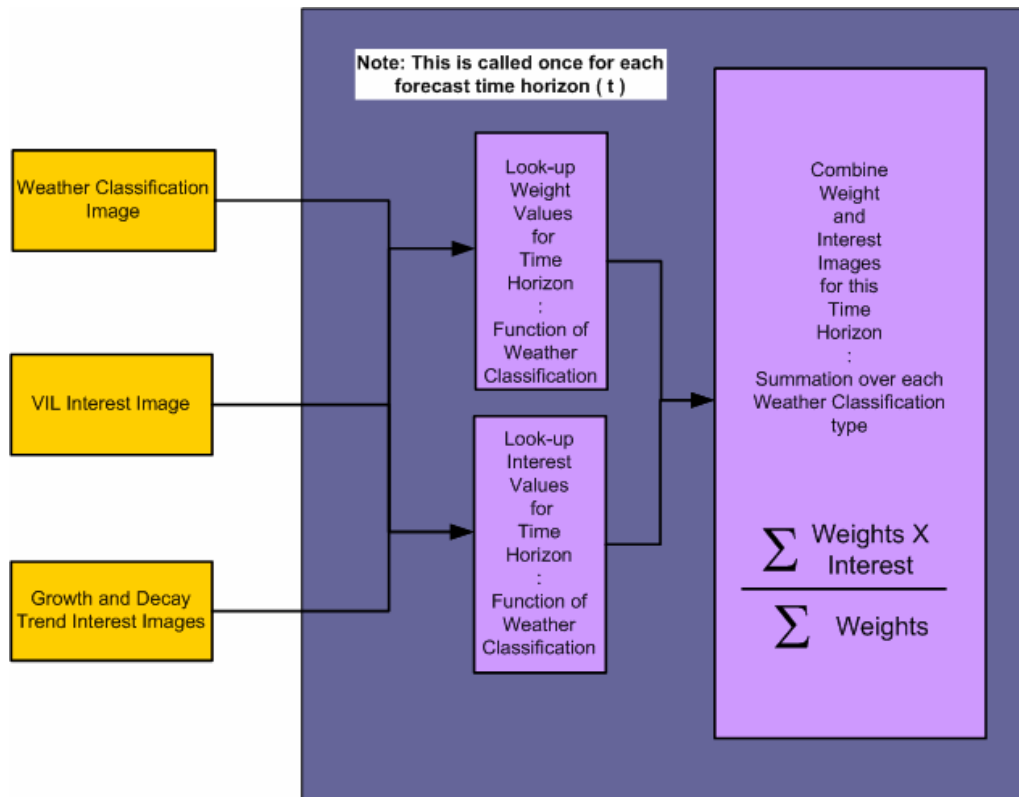 Note: This is called once for each
forecast time horizon ( t )
Weather Classification
Image
VIL Interest Image
Growth and Decay
Trend Interest Images
Look-up
Weight
Values
for
Time
Horizon
:
Function of
Weather
Classification
Look-up
Interest
Values
for
Time
Horizon
:
Function of
Weather
Classification
Combine
Weight
and
Interest
Images
for this
Time
Horizon
:
Summation over each
Weather Classification
type
∑ Weights X
Interest
∑ Weights